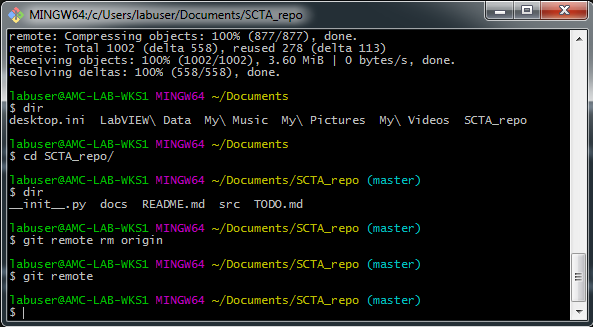 MINGW64:/c/Users/labuser/Documents/SCTA_repo
remote: Compressing objects: 100% (877/877), done.
remote: Total 1002 (delta 558), reused 278 (delta 113)
Receiving objects: 100% (1002/1002), 3.60 MiB | 0 bytes/s, done.
Resolving deltas: 100% (558/558), done.
labuser@AMC-LAB-WKS1 MINGW64 ~/Documents
$ dir
desktop.ini  LabVIEW\ Data  My\ Music  My\ Pictures  My\ Videos  SCTA_repo
labuser@AMC-LAB-WKS1 MINGW64 ~/Documents
$ cd SCTA_repo/
labuser@AMC-LAB-WKS1 MINGW64 ~/Documents/SCTA_repo (master)
$ dir
__init__.py  docs  README.md  src  TODO.md
labuser@AMC-LAB-WKS1 MINGW64 ~/Documents/SCTA_repo (master)
$ git remote rm origin
labuser@AMC-LAB-WKS1 MINGW64 ~/Documents/SCTA_repo (master)
$ git remote
labuser@AMC-LAB-WKS1 MINGW64 ~/Documents/SCTA_repo (master)
$